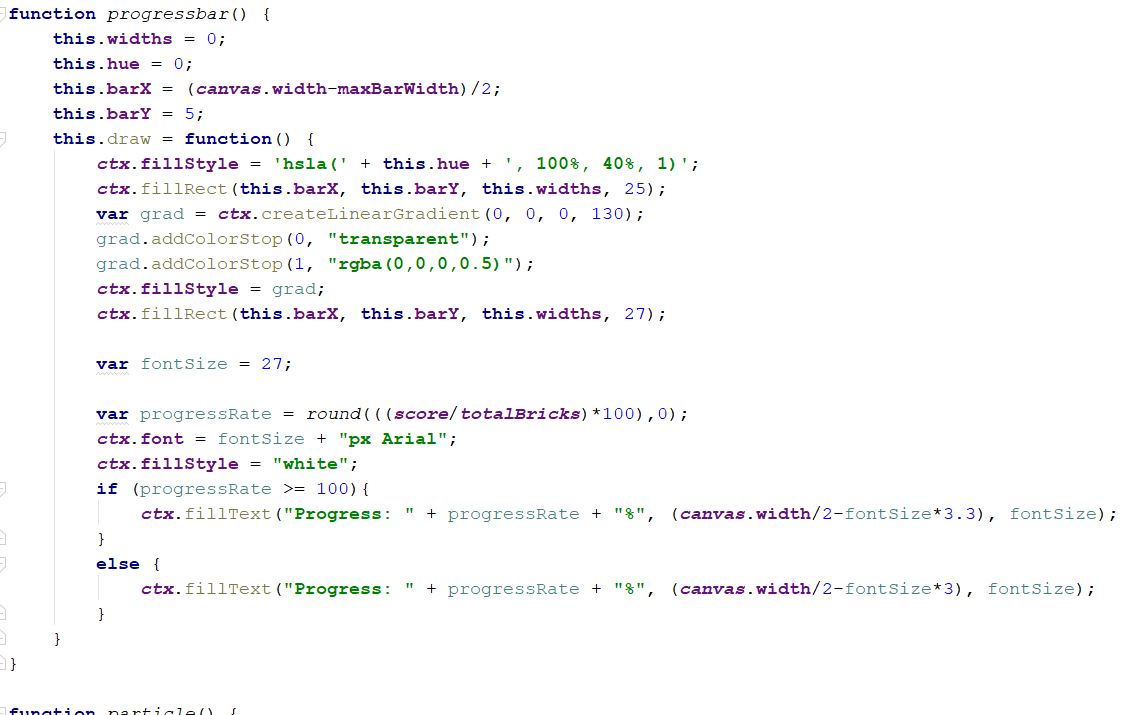 function progressbar() {
    this.widths = 0;
    this.hue = 0;
    this.barX = (canvas.width-maxBarWidth)/2;
    this.barY = 5;
    this.draw = function() {
        ctx.fillStyle = 'hsla(' + this.hue + ', 100%, 40%, 1)';
        ctx.fillRect(this.barX, this.barY, this.widths, 25);
        var grad = ctx.createLinearGradient(0, 0, 0, 130);
        grad.addColorStop(0, "transparent");
        grad.addColorStop(1, "rgba(0,0,0,0.5)");
        ctx.fillStyle = grad;
        ctx.fillRect(this.barX, this.barY, this.widths, 27);

        var fontSize = 27;

        var progressRate = round(((score/totalBricks)*100),0);
        ctx.font = fontSize + "px Arial";
        ctx.fillStyle = "white";
        if (progressRate >= 100){
            ctx.fillText("Progress: " + progressRate + "%", (canvas.width/2-fontSize*3.3), fontSize);
        }
        else {
            ctx.fillText("Progress: " + progressRate + "%", (canvas.width/2-fontSize*3), fontSize);
        }
    }
}

function particle() {